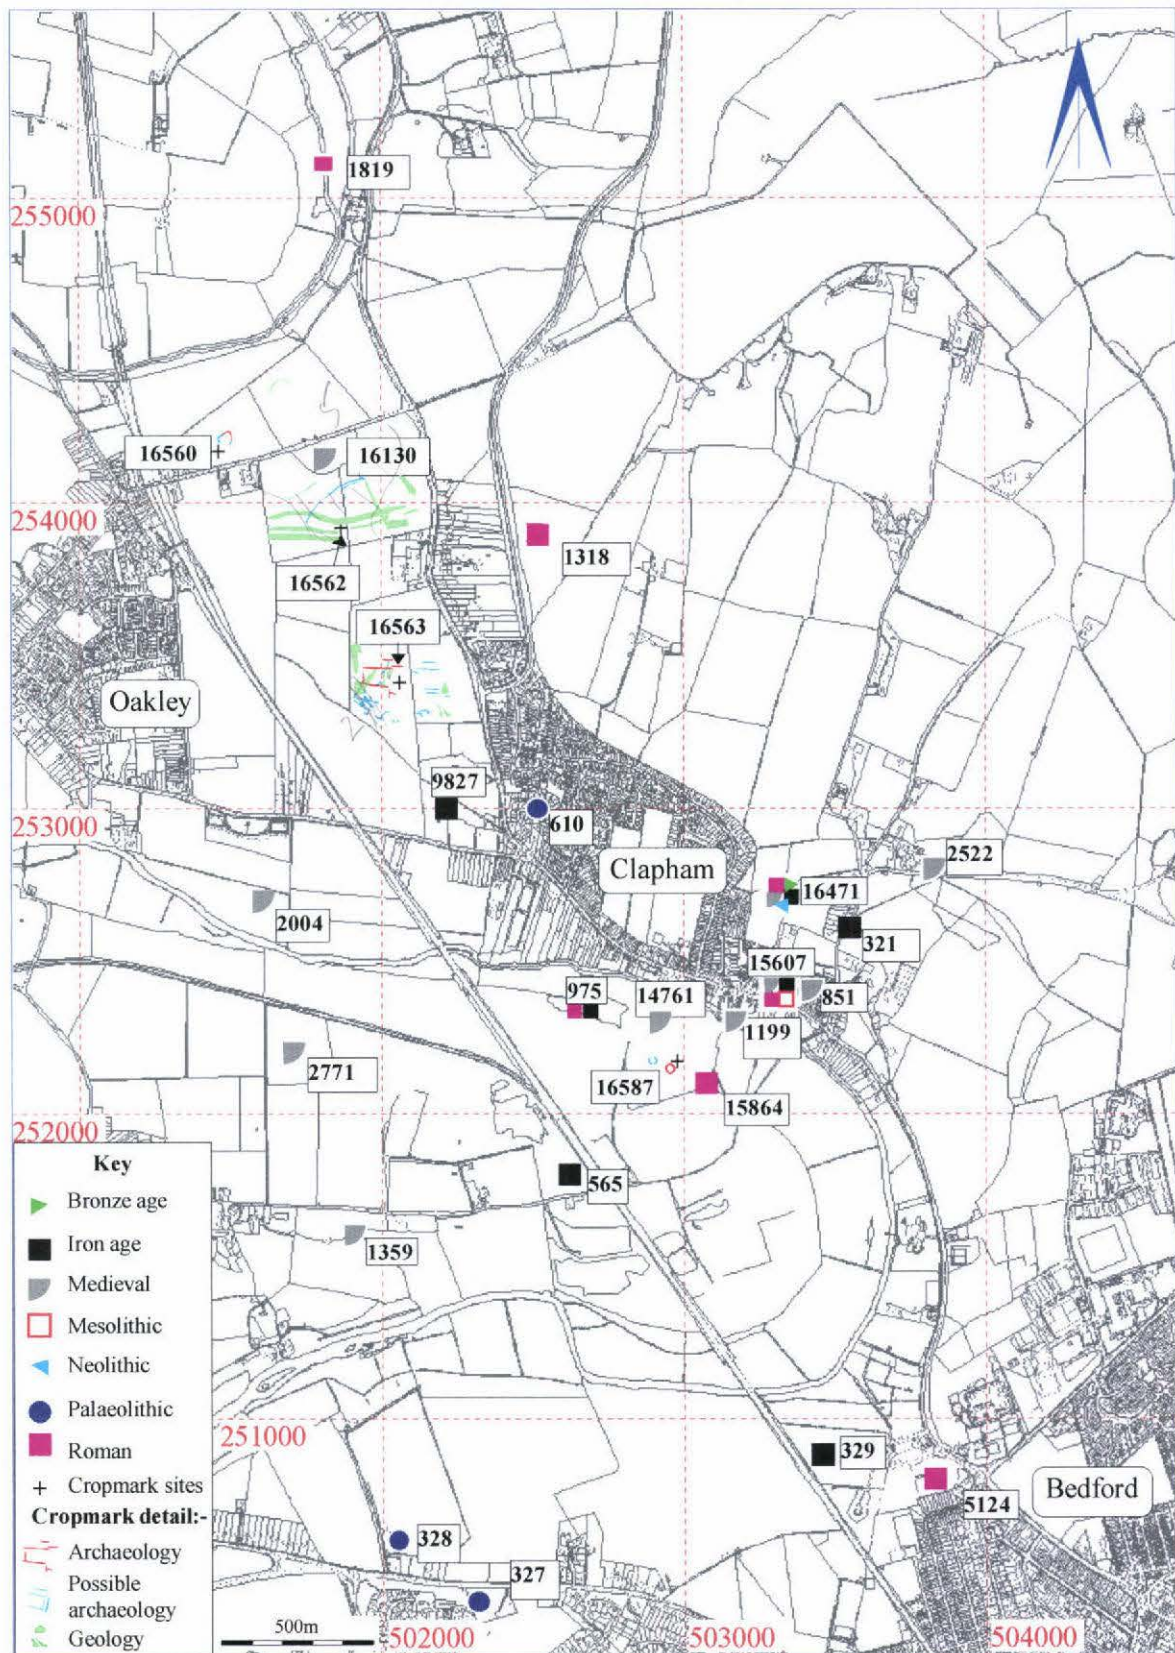 1819
255000
16560
16130
254000
1318
16562
16563
Oakley
9827
253000
610
Clapham
2522
16471
2004
321
15607
975
14761
851
1199
2771
16587
15864
252000
Key
Bronze age
565
Iron age
1359
Medieval
Mesolithic
Neolithic
Palaeolithic
251000
Roman
329
Cropmark sites
Bedford
5124
Cropmark detail:-
328
Archaeology
327
Possible
archaeology
Geology
500m
502000
503000
504000